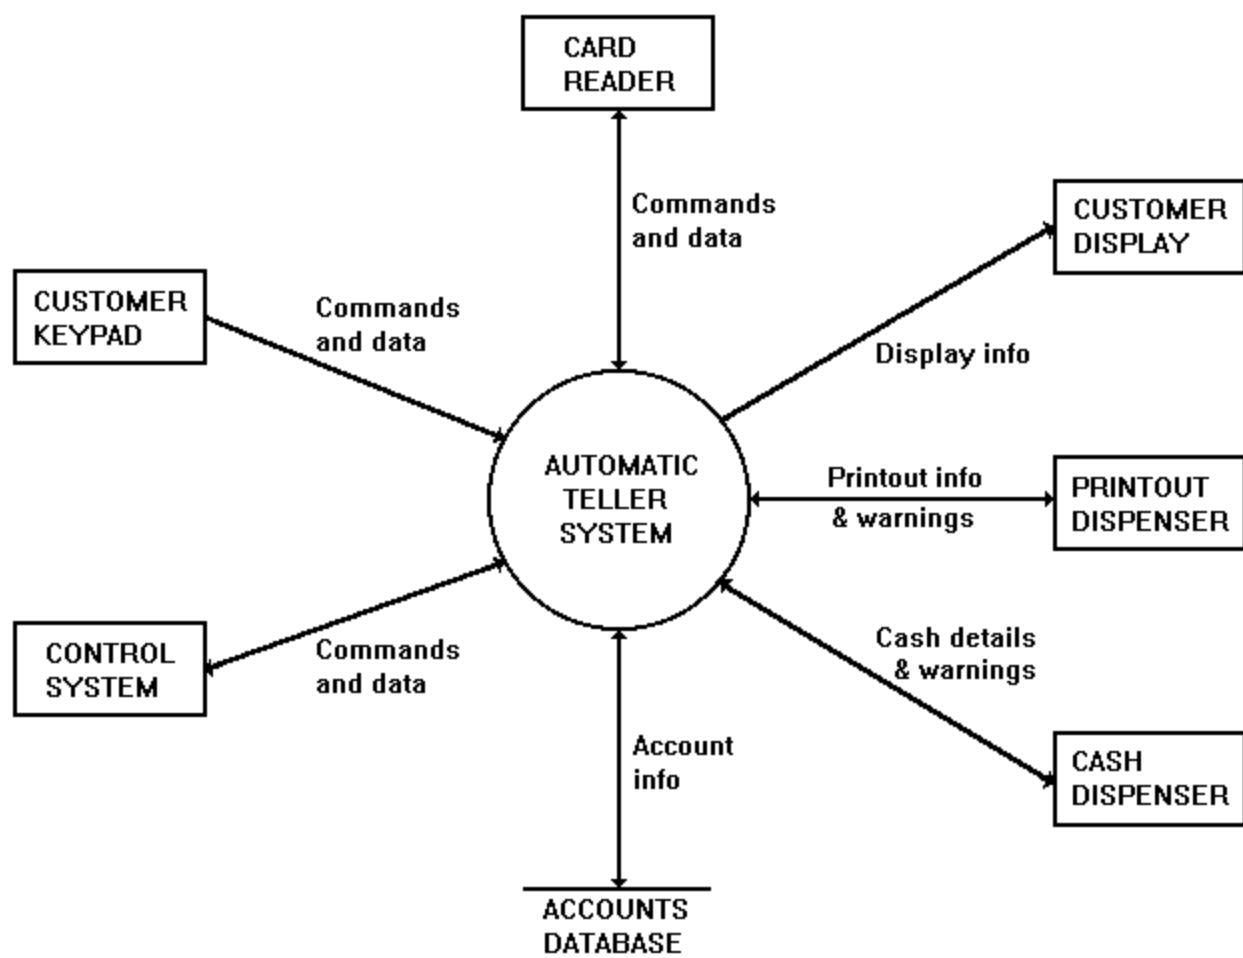 CARD
READER
Commands
and data
CUSTOMER
DISPLAY
CUSTOMER
KEYPAD
Commands
and data
Display info
AUTOMATIC
TELLER
SYSTEM
Printout info
& warnings
PRINTOUT
DISPENSER
CONTROL
SYSTEM
Commands
and data
Cash details
& warnings
Account
info
CASH
DISPENSER
ACCOUNTS
DATABASE